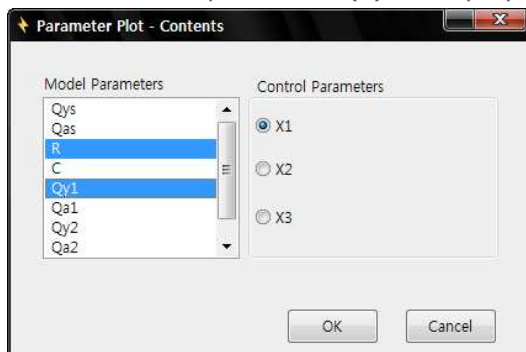 Parameter Plot - Contents
Model Parameters
Control Parameters
Qys
Qas
R
C
Qy1
Qa1
Qy2
Qa2
X1
X2
X3
OK
Cancel